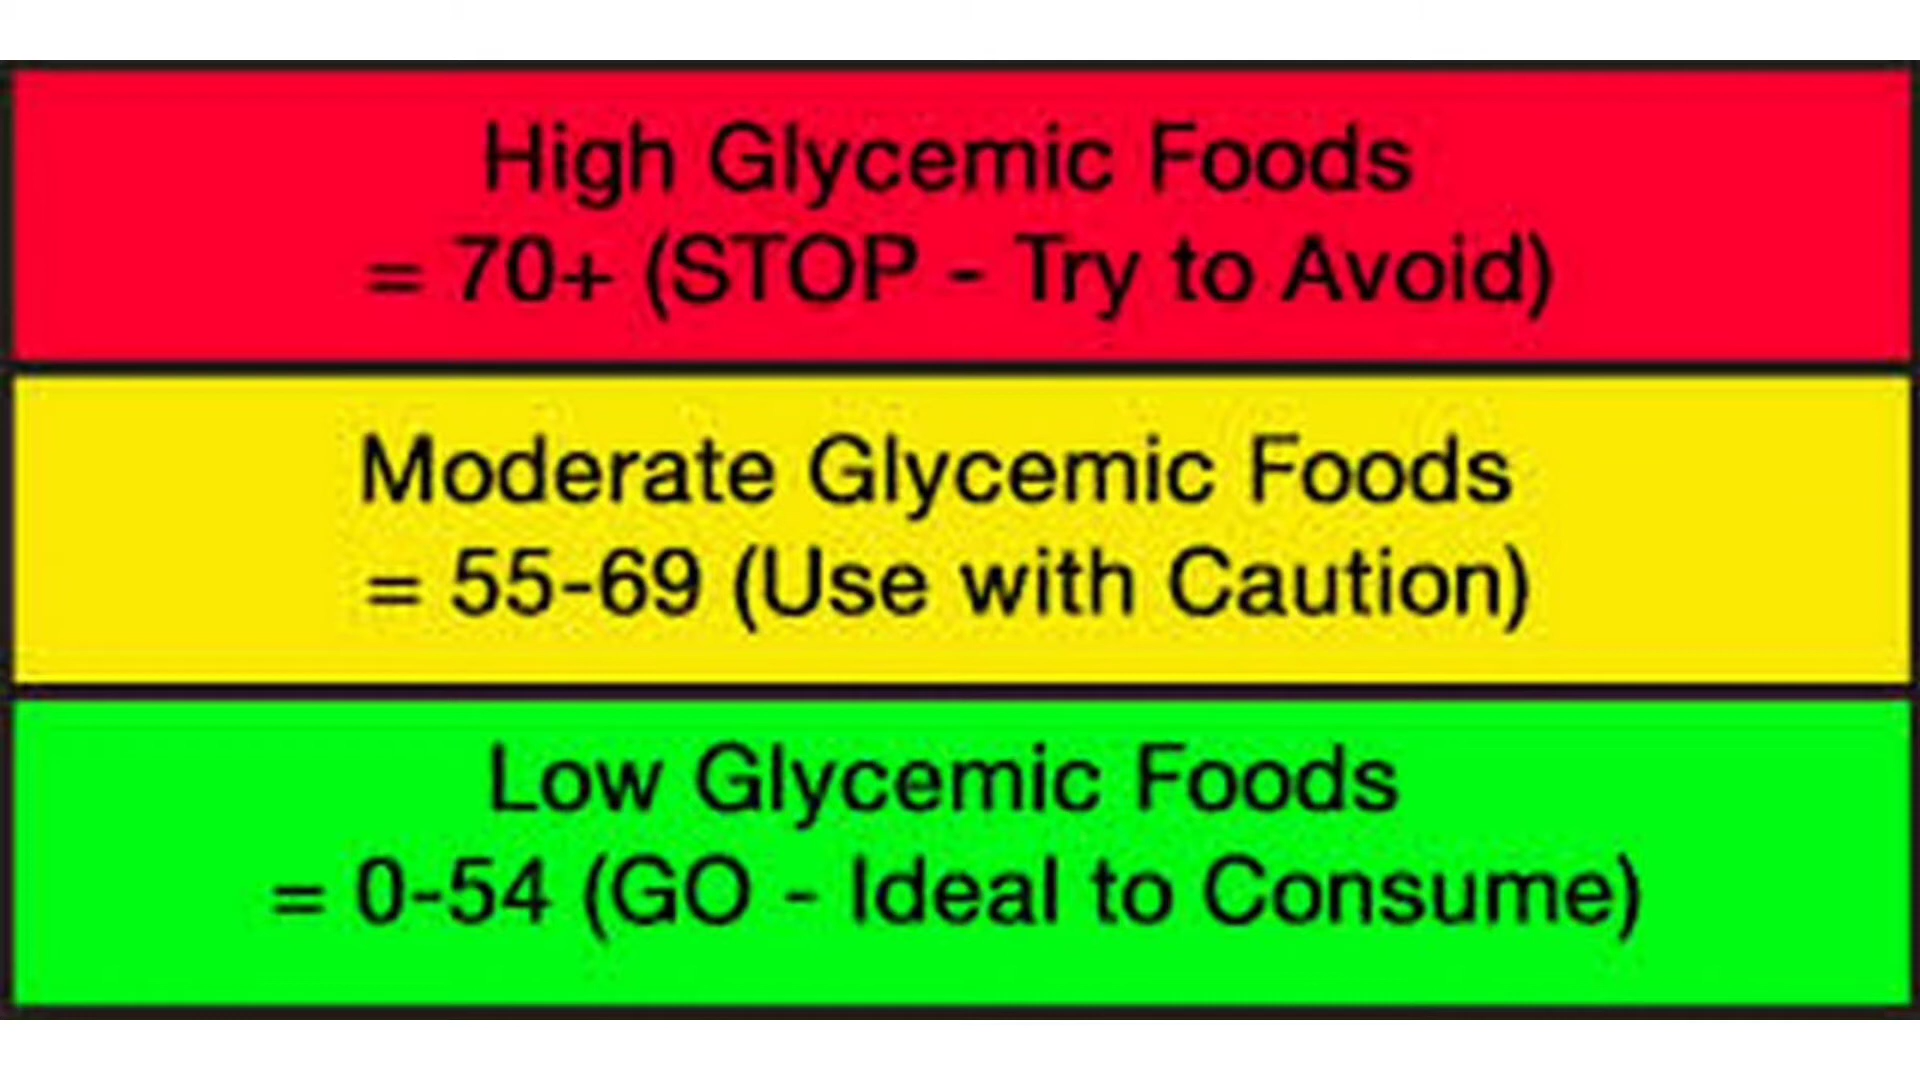 High Glycemic Foods
= 70+ (STOP - Try to Avoid)
Moderate Glycemic Foods
= 55-69 (Use with Caution)
Low Glycemic Foods
= 0-54 (GO - Ideal to Consume)